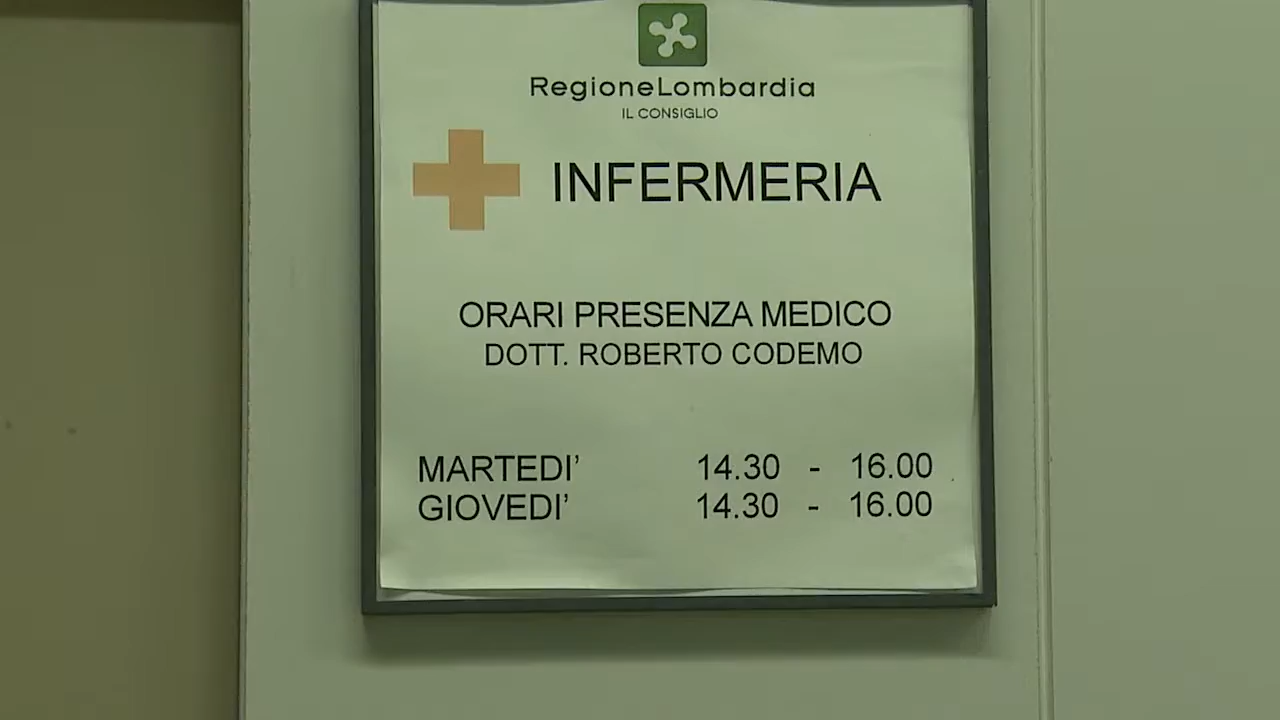 RegioneLombardia
IL CONSIGLIO
INFERMERIA
ORARI PRESENZA MEDICO
DOTT. ROBERTO CODEMO
MARTEDI' 14.30 - 16.00
GIOVEDI' 14.30 - 16.00